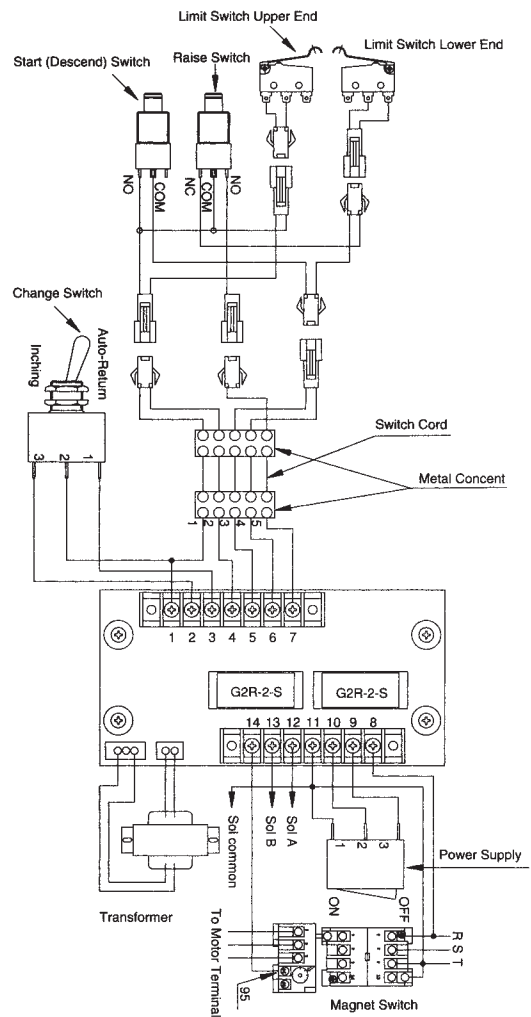 Limit Switch Upper End
Limit Switch Lower End
Start (Descend) Switch
Raise Switch
NO
COM
NC
COM
NO
Change Switch
Auto-Return
Inching
3 2 1
Switch Cord
Metal Concent
1 2 3 4 5
1 2 3 4 5 6 7
G2R-2-S G2R-2-S
14 13 12 11 10 9 8
Sol common
Sol B
Sol A
1 2 3
Power Supply
ON
OFF
Transformer
To Motor Terminal
95
R
S
T
Magnet Switch